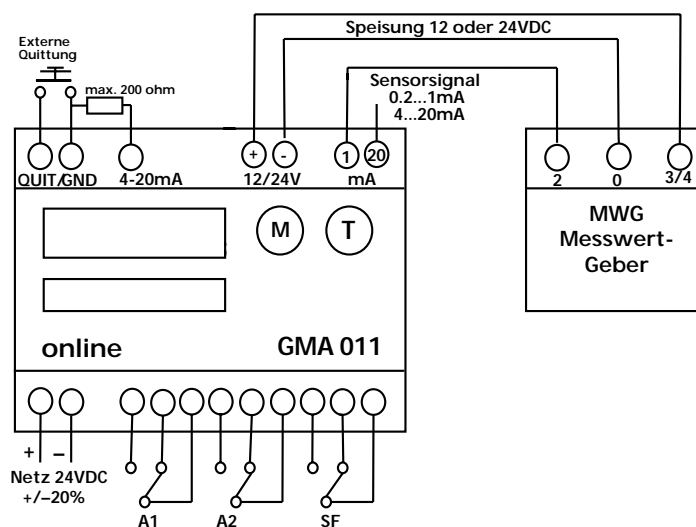 Speisung 12 oder 24VDC
Externe
Quittung
max. 200 ohm
Sensorsignal
0.2...1mA
4...20mA
+ - 1 20
QUIT/GND 4-20mA 12/24V mA
2 0 3/4
M T
MWG
Messwert-
Geber
online GMA 011
+ –
Netz 24VDC
+/–20%
A1 A2 SF